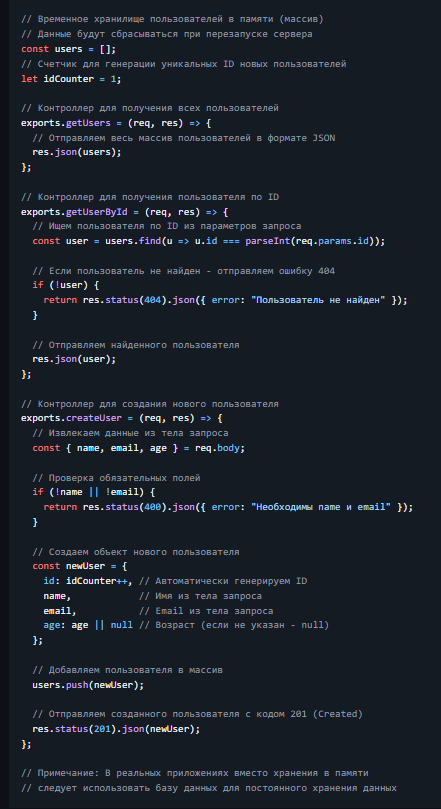 // Временное хранилище пользователей в памяти (массив)
// Данные будут сбрасываться при перезапуске сервера
const users = [];
// Счетчик для генерации уникальных ID новых пользователей
let idCounter = 1;

// Контроллер для получения всех пользователей
exports.getUsers = (req, res) => {
  // Отправляем весь массив пользователей в формате JSON
  res.json(users);
};

// Контроллер для получения пользователя по ID
exports.getUserById = (req, res) => {
  // Ищем пользователя по ID из параметров запроса
  const user = users.find(u => u.id === parseInt(req.params.id));

  // Если пользователь не найден - отправляем ошибку 404
  if (!user) {
    return res.status(404).json({ error: "Пользователь не найден" });
  }

  // Отправляем найденного пользователя
  res.json(user);
};

// Контроллер для создания нового пользователя
exports.createUser = (req, res) => {
  // Извлекаем данные из тела запроса
  const { name, email, age } = req.body;

  // Проверка обязательных полей
  if (!name || !email) {
    return res.status(400).json({ error: "Необходимы name и email" });
  }

  // Создаем объект нового пользователя
  const newUser = {
    id: idCounter++, // Автоматически генерируем ID
    name,            // Имя из тела запроса
    email,           // Email из тела запроса
    age: age || null // Возраст (если не указан - null)
  };

  // Добавляем пользователя в массив
  users.push(newUser);

  // Отправляем созданного пользователя с кодом 201 (Created)
  res.status(201).json(newUser);
};

// Примечание: В реальных приложениях вместо хранения в памяти
// следует использовать базу данных для постоянного хранения данных